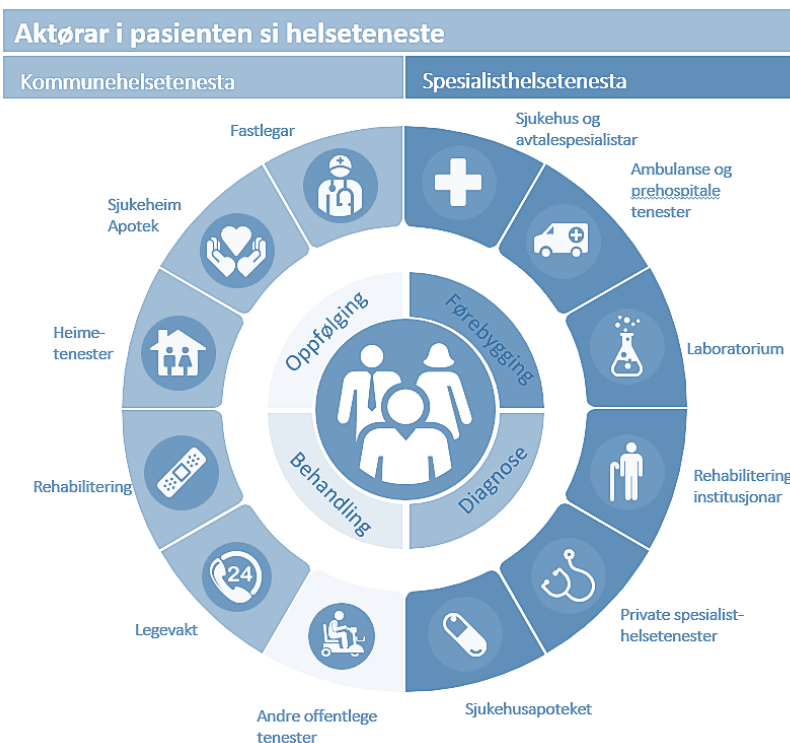 Aktørar i pasienten si helseteneste
Kommunehelsetenesta
Spesialisthelsetenesta
Fastlegar
Sjukehus og
avtalespesialistar
Ambulanse og
prehospitale
tenester
Sjukeheim
Apotek
Heime-
tenester
Laboratorium
Oppfølging
Førebygging
Behandling
Diagnose
Rehabilitering
Rehabilitering
institusjonar
24
Legevakt
Private spesialist-
helsetenester
Andre offentlege
tenester
Sjukehusapoteket